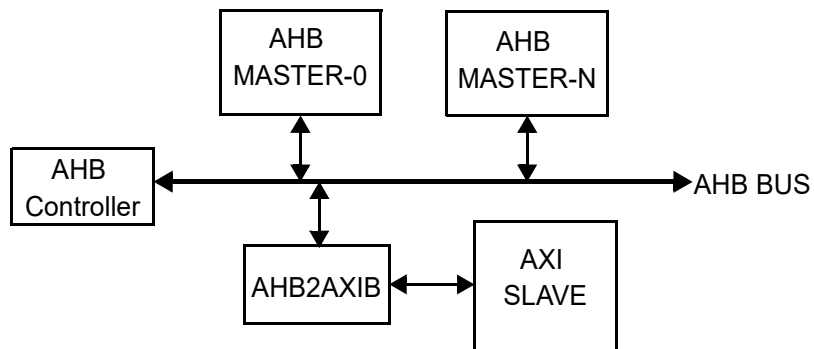 AHB
MASTER-0
AHB
MASTER-N
AHB
Controller
AHB BUS
AHB2AXIB
AXI
SLAVE